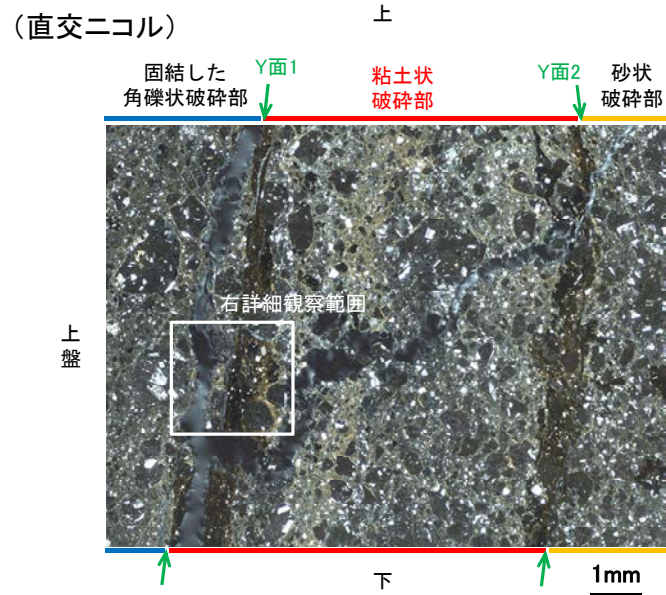 (直交ニコル)
上
固結した
角礫状破砕部
Y面1
粘土状
破砕部
Y面2
砂状
破砕部
右詳細観察範囲
上
盤
下
1mm